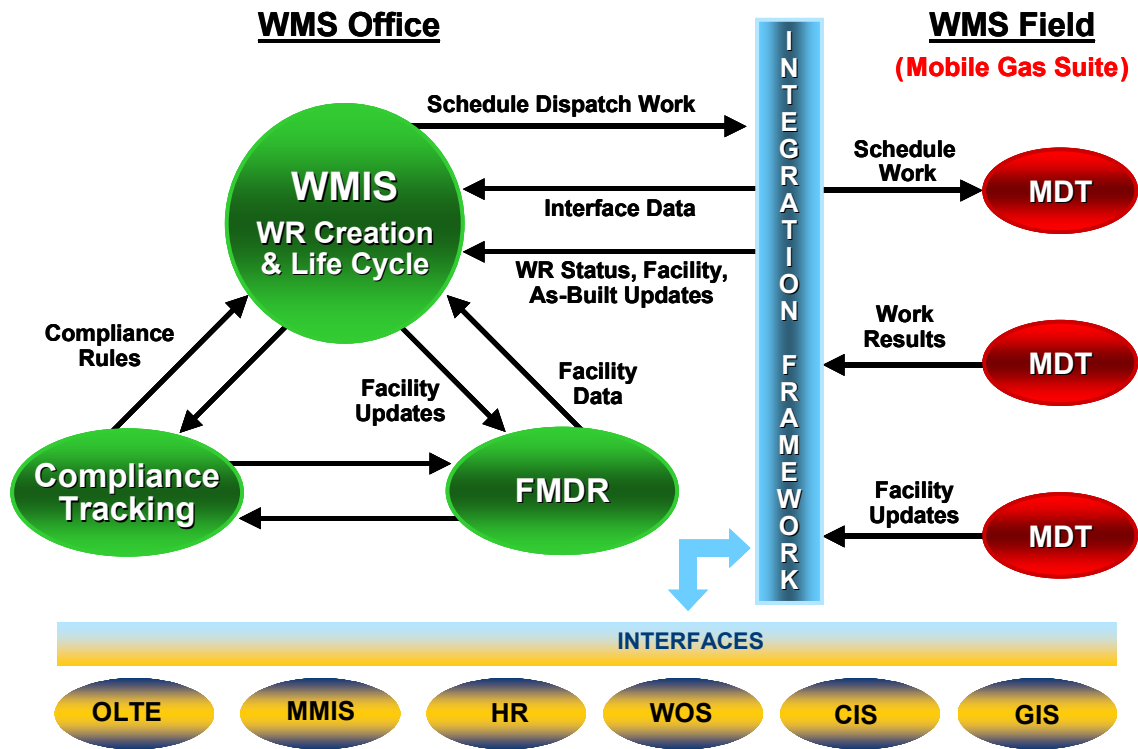 WMS Office
WMS Field
(Mobile Gas Suite)
Schedule Dispatch Work
WMIS
WR Creation
& Life Cycle
Interface Data
WR Status, Facility,
As-Built Updates
INTEGRATION FRAMEWORK
Schedule
Work
MDT
Work
Results
MDT
Facility
Updates
MDT
Compliance
Rules
Facility
Updates
Facility
Data
Compliance
Tracking
FMDR
INTERFACES
OLTE
MMIS
HR
WOS
CIS
GIS